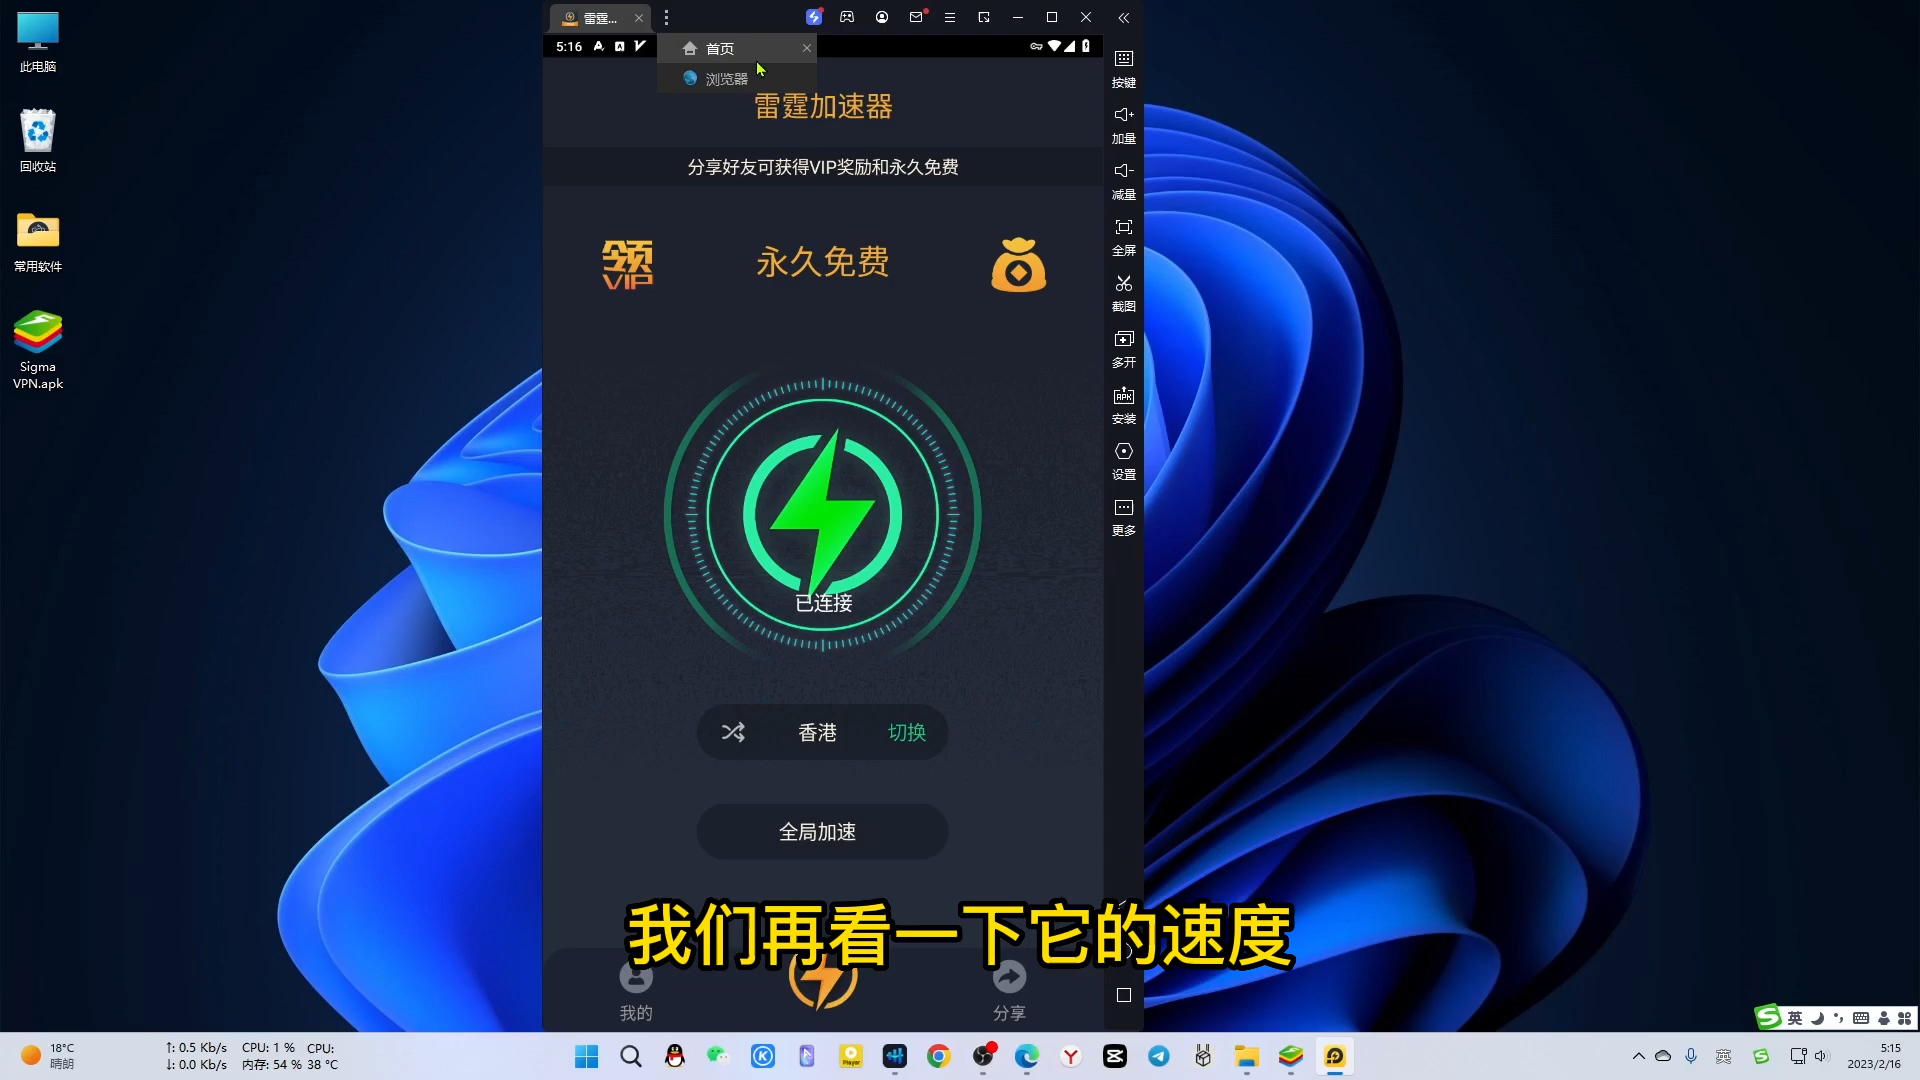 此电脑
回收站
常用软件
Sigma
VPN.apk
雷霆...
5:16
首页
浏览器
雷霆加速器
分享好友可获得VIP奖励和永久免费
领
VIP
永久免费
已连接
香港
切换
全局加速
我们再看一下它的速度
我的
分享
按键
加量
减量
全屏
截图
多开
APK
安装
设置
更多
英
18°C
晴朗
↑: 0.5 Kb/s
↓: 0.0 Kb/s
CPU: 1 %
内存: 54 %
CPU:
38 °C
Player
英
5:15
2023/2/16